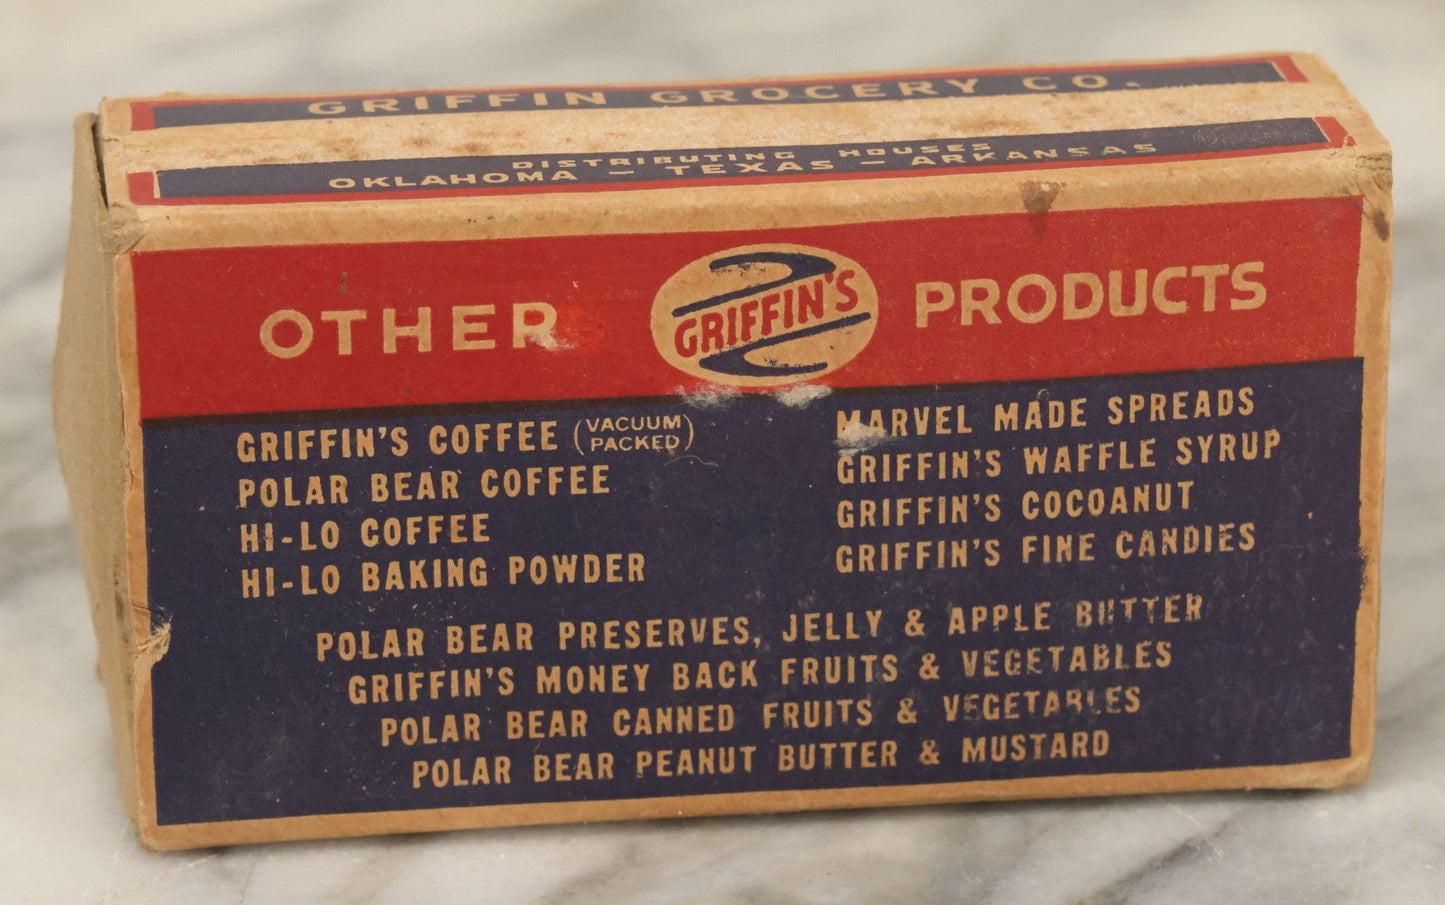 GRIFFIN GROCERY CO.
DISTRIBUTING HOUSES
OKLAHOMA – TEXAS – ARKANSAS
OTHER GRIFFIN'S PRODUCTS
GRIFFIN'S COFFEE (VACUUM PACKED)
POLAR BEAR COFFEE
HI-LO COFFEE
HI-LO BAKING POWDER
MARVEL MADE SPREADS
GRIFFIN'S WAFFLE SYRUP
GRIFFIN'S COCOANUT
GRIFFIN'S FINE CANDIES
POLAR BEAR PRESERVES, JELLY & APPLE BUTTER
GRIFFIN'S MONEY BACK FRUITS & VEGETABLES
POLAR BEAR CANNED FRUITS & VEGETABLES
POLAR BEAR PEANUT BUTTER & MUSTARD